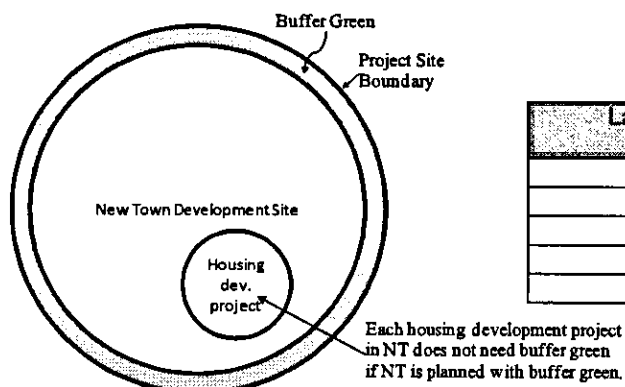 Buffer Green
Project Site
Boundary
New Town Development Site
Housing
dev.
project
Each housing development project
in NT does not need buffer green
if NT is planned with buffer green.